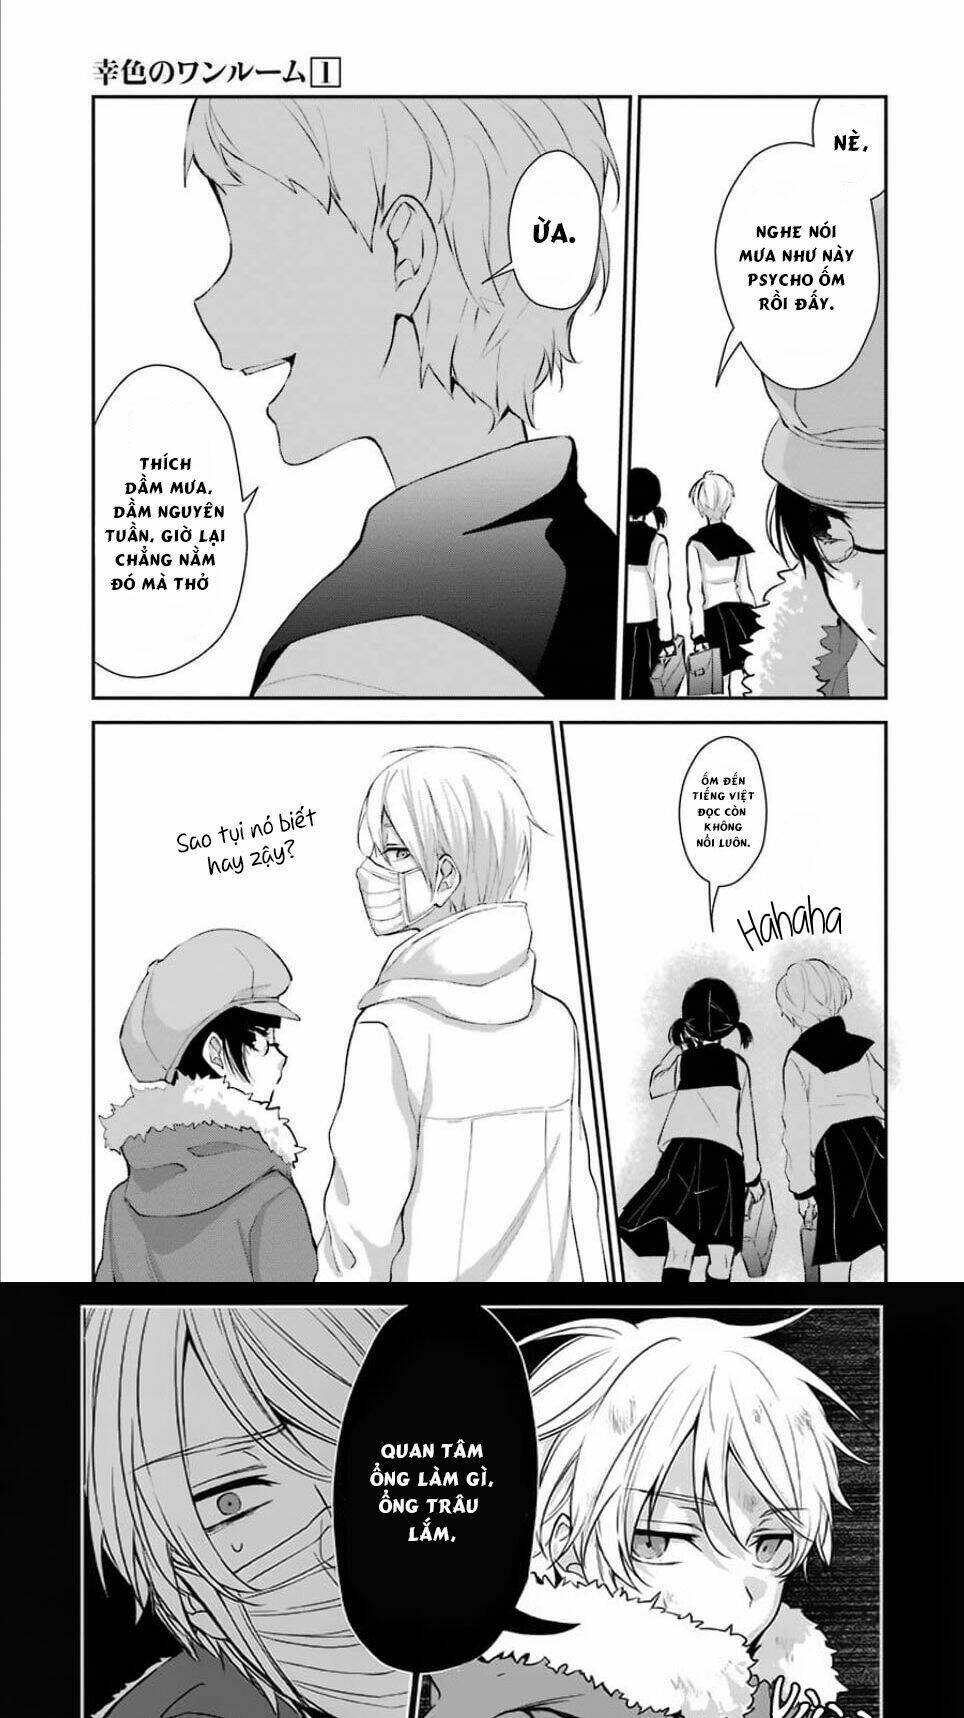 幸色のワンルーム1
NÈ,
NGHE NÓI
MƯA NHƯ NÀY
PSYCHO ỐM
RỒI ĐẤY.
ỪA.
THÍCH
DẦM MƯA,
DẦM NGUYÊN
TUẦN, GIỜ LẠI
CHẲNG NẰM
ĐÓ MÀ THỞ
ỐM ĐẾN
TIẾNG VIỆT
ĐỌC CÒN
KHÔNG
NỔI LUÔN.
Hahaha
Sao tụi nó biết
hay zậy?
QUAN TÂM
ỔNG LÀM GÌ,
ỔNG TRÂU
LẮM,